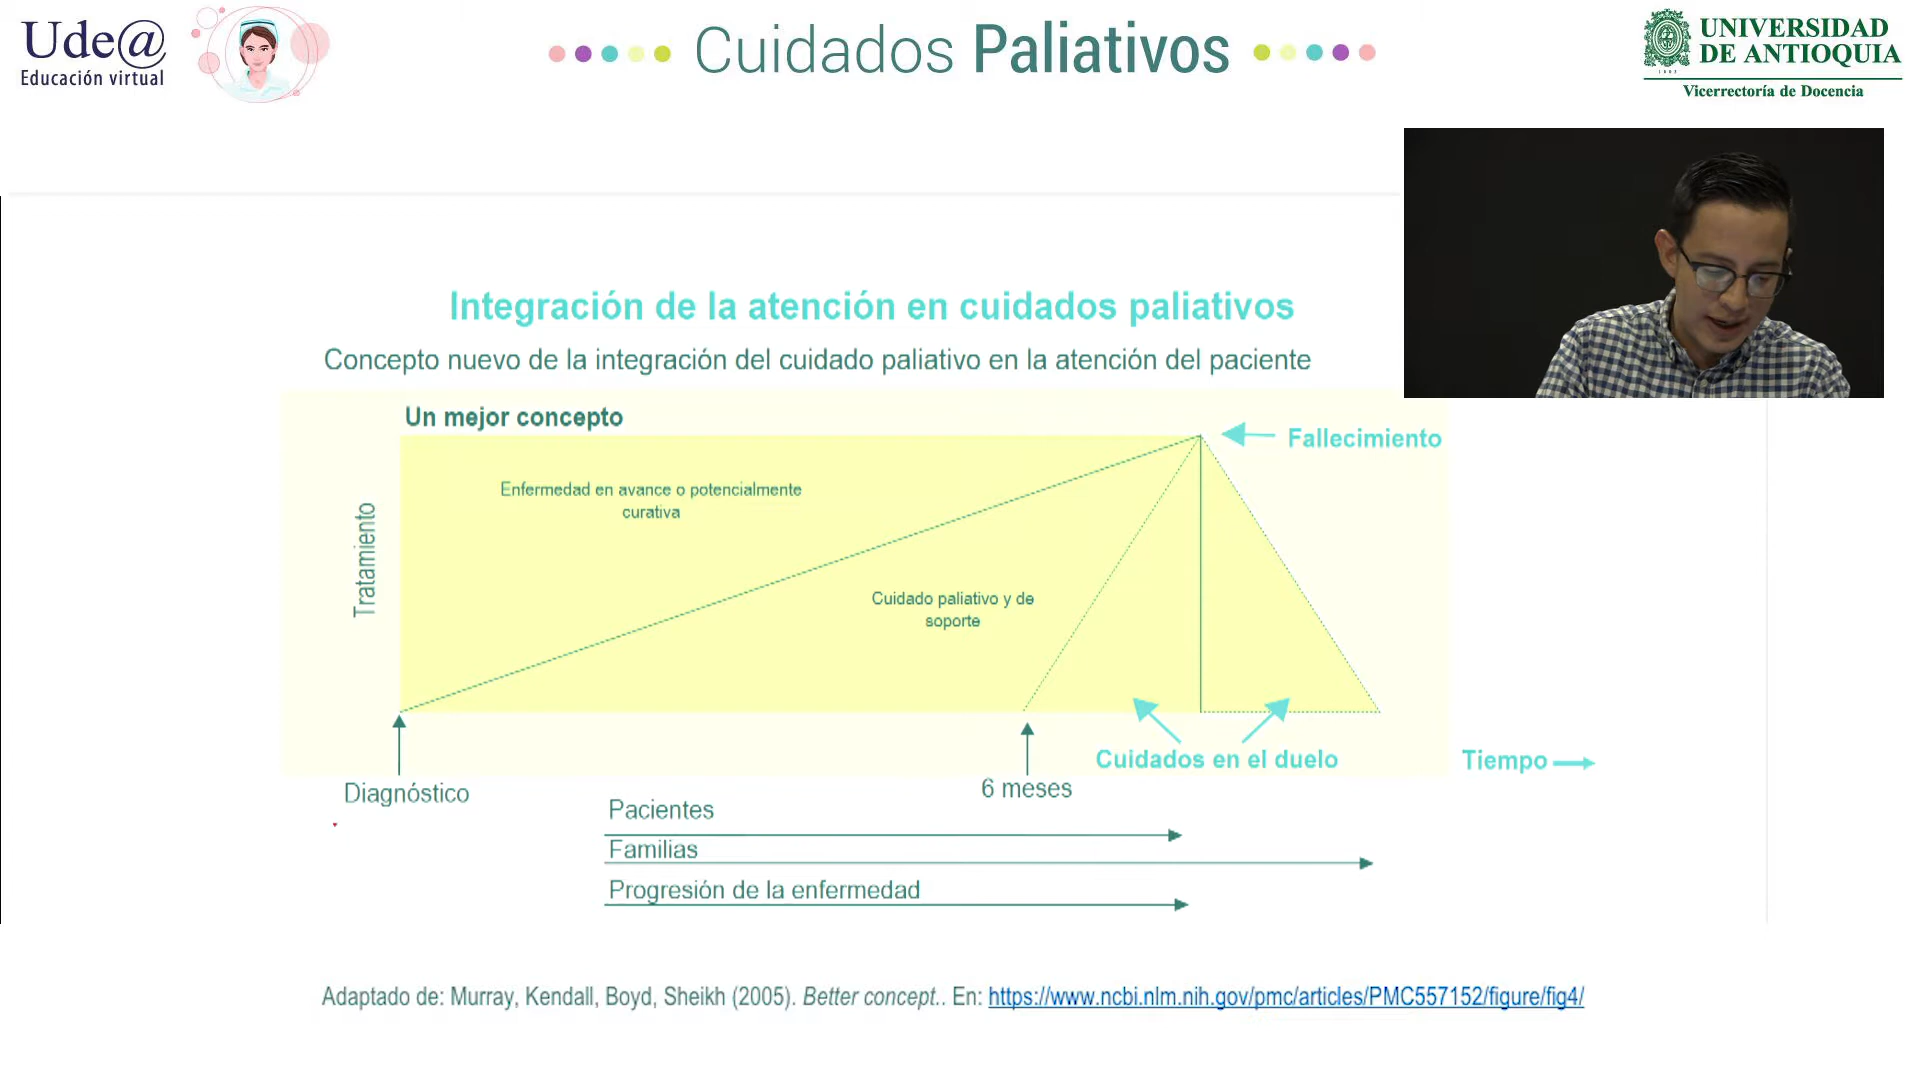 Ude@
Educación virtual
Cuidados Paliativos
UNIVERSIDAD
DE ANTIOQUIA
1803
Vicerrectoría de Docencia
Integración de la atención en cuidados paliativos
Concepto nuevo de la integración del cuidado paliativo en la atención del paciente
Un mejor concepto
Fallecimiento
Enfermedad en avance o potencialmente
curativa
Tratamiento
Cuidado paliativo y de
soporte
Cuidados en el duelo
Tiempo
Diagnóstico
6 meses
Pacientes
Familias
Progresión de la enfermedad
Adaptado de: Murray, Kendall, Boyd, Sheikh (2005). Better concept.. En: https://www.ncbi.nlm.nih.gov/pmc/articles/PMC557152/figure/fig4/